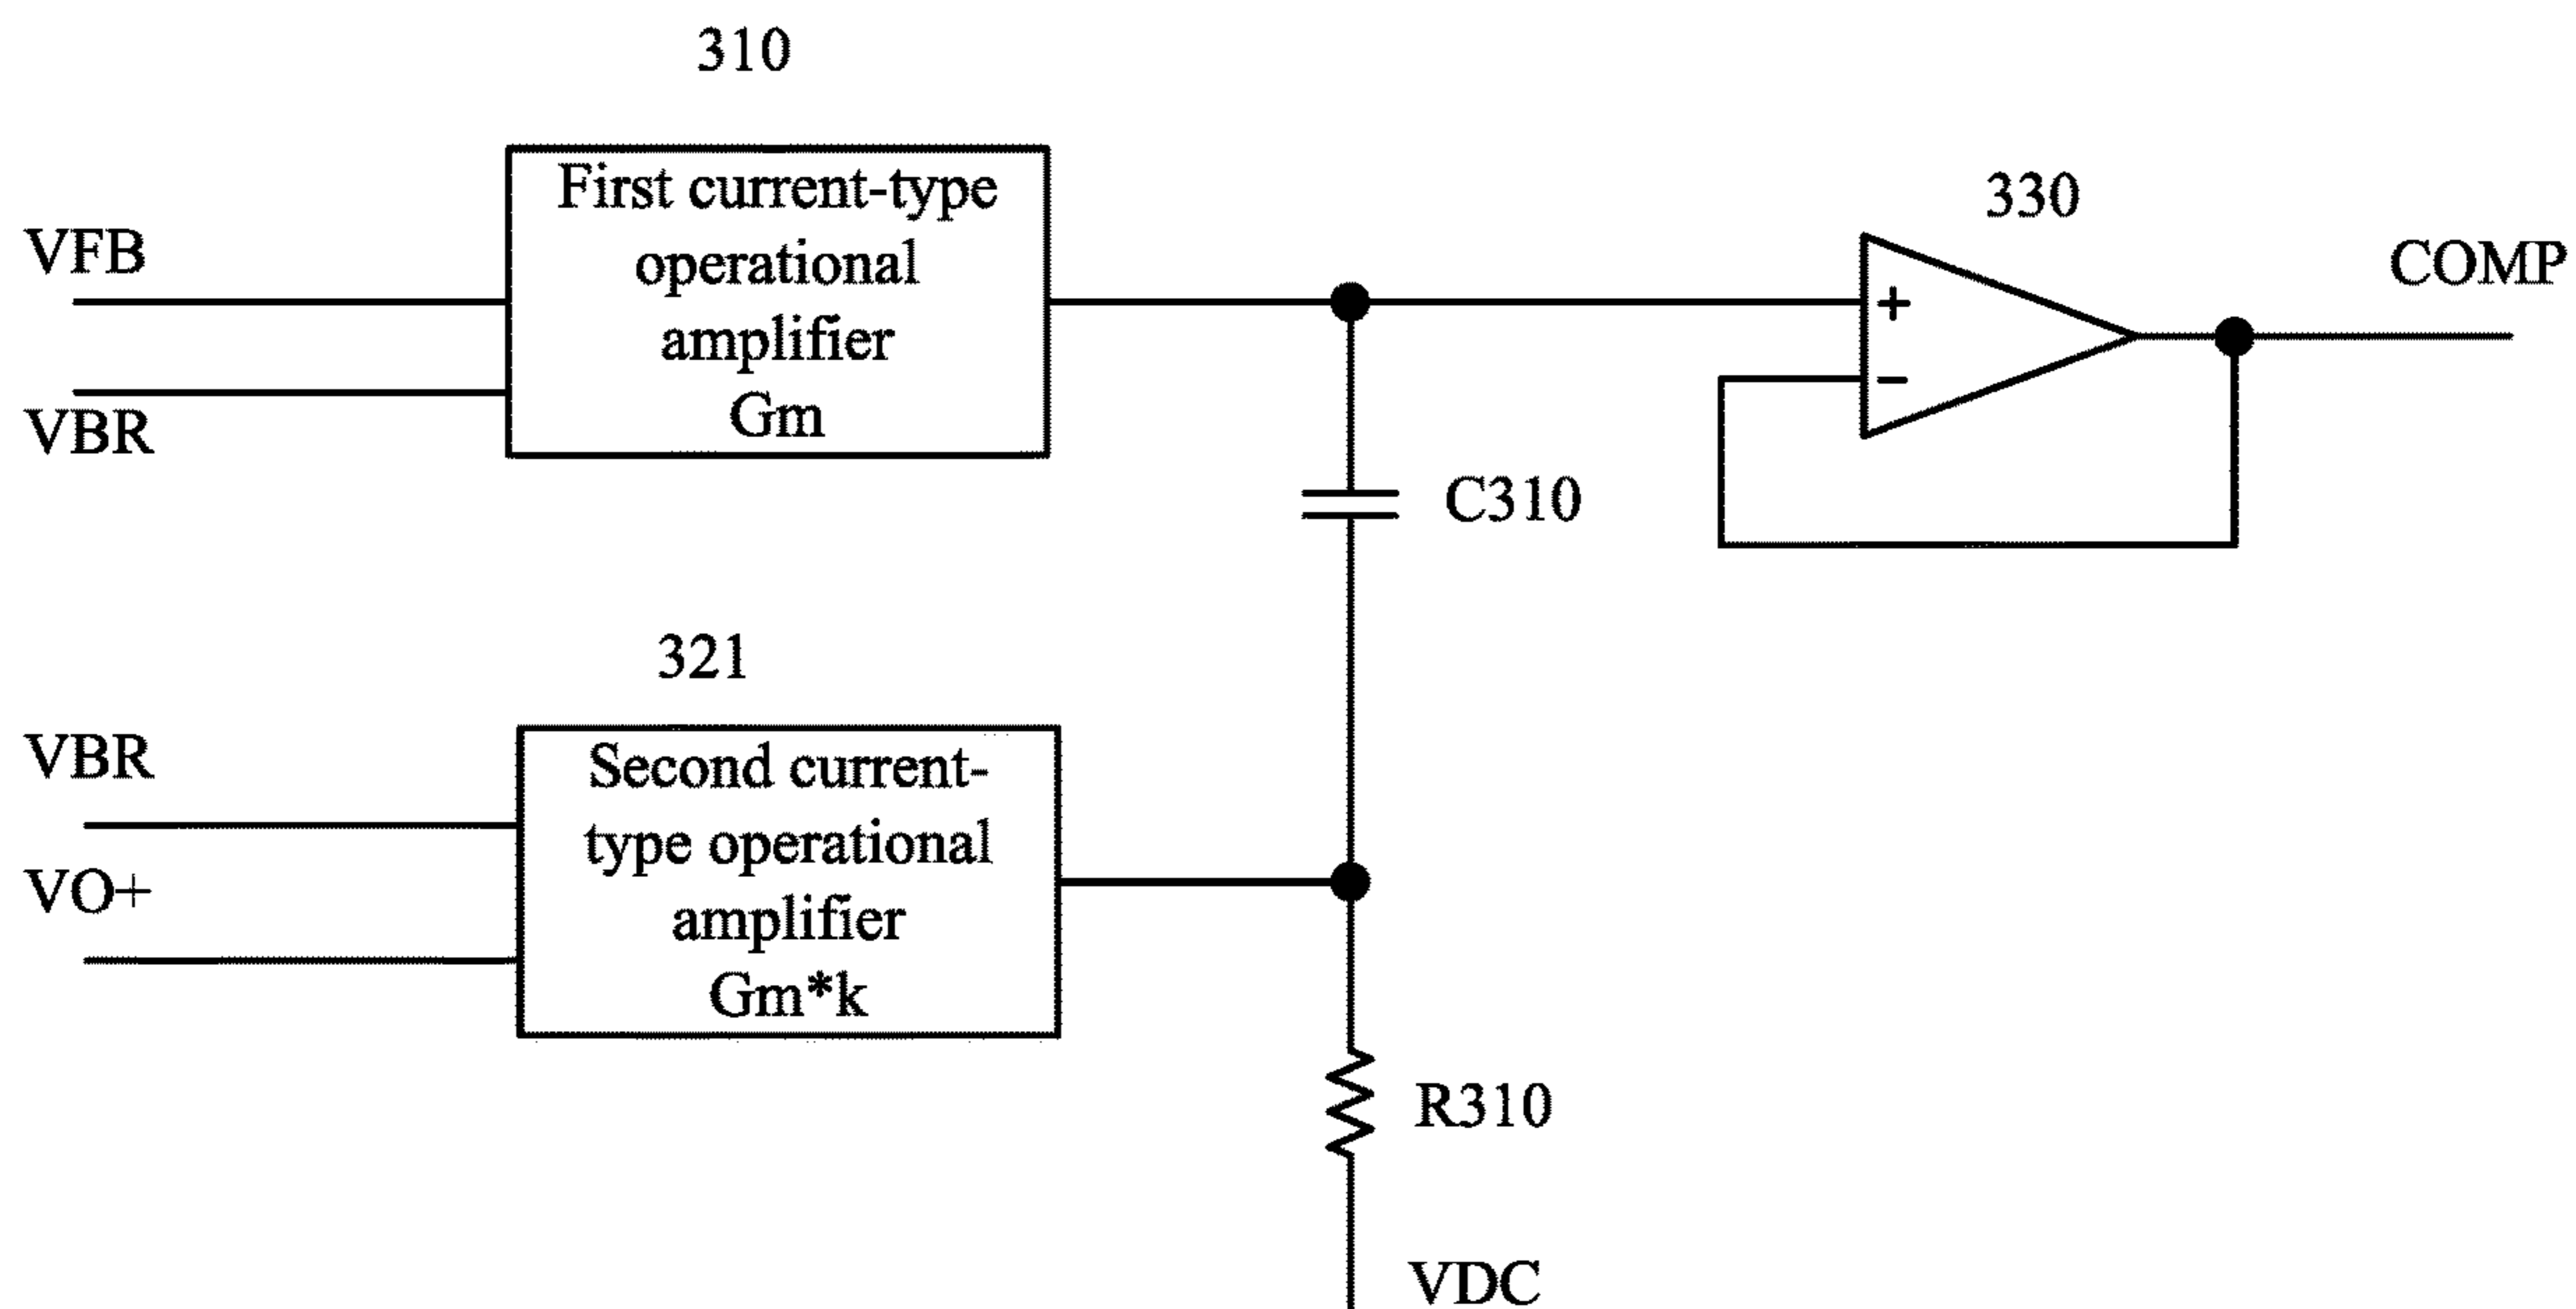 310
First current-type
operational
amplifier
Gm
VFB
VBR
330
+
−
COMP
C310
321
Second current-
type operational
amplifier
Gm*k
VBR
VO+
R310
VDC